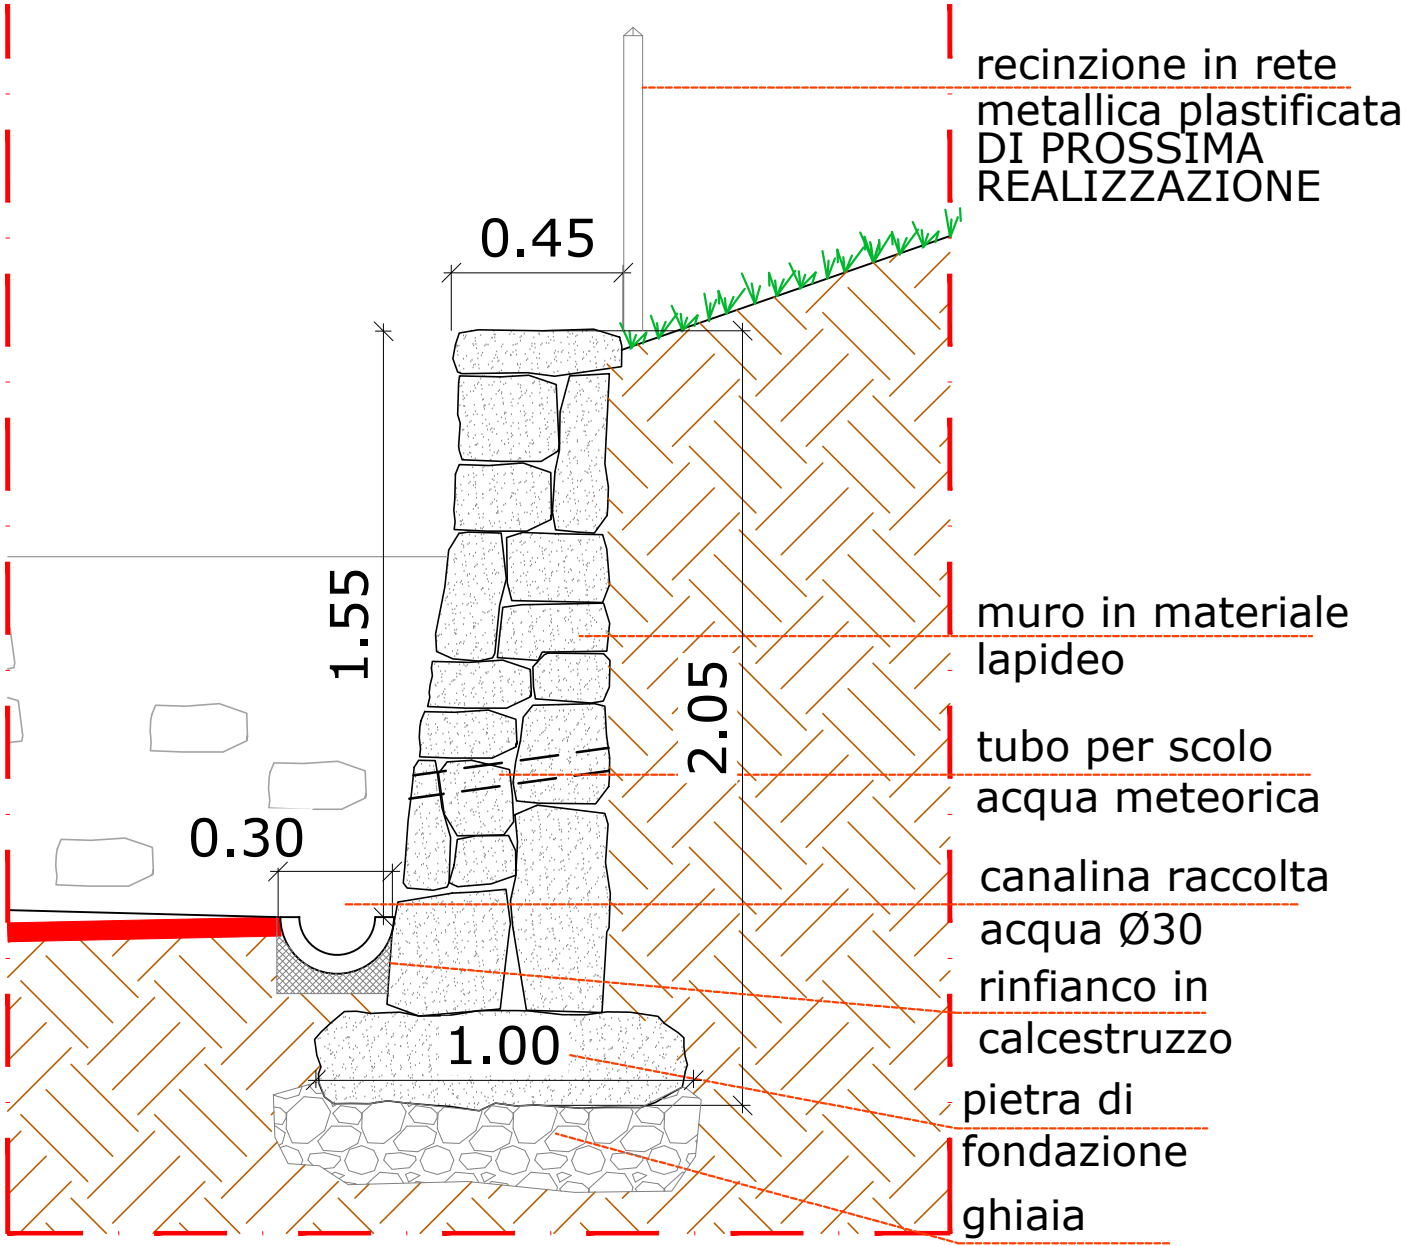 recinzione in rete
metallica plastificata
DI PROSSIMA
REALIZZAZIONE
0.45
1.55
muro in materiale
lapideo
2.05
tubo per scolo
acqua meteorica
0.30
canalina raccolta
acqua Ø30
rinfianco in
calcestruzzo
1.00
pietra di
fondazione
ghiaia